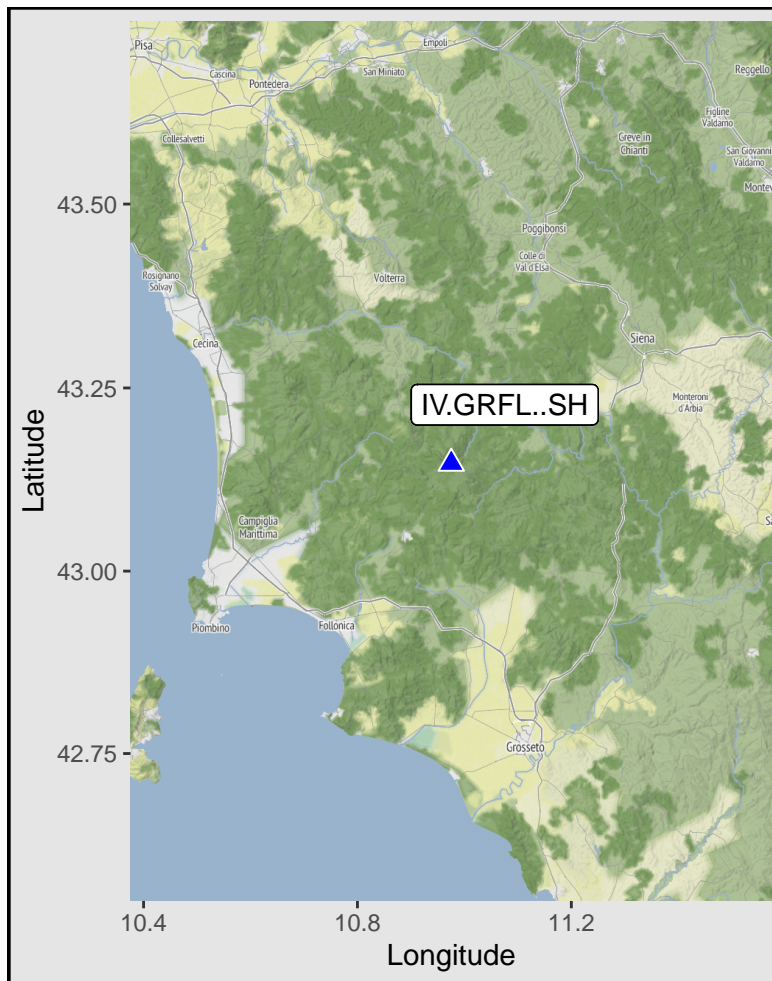 Pisa
Empoli
Cascina
Pontedera
San Miniato
Reggello
Figline
Valdarno
Collesalvetti
Greve in
Chianti
San Giovanni
Valdarno
Montev
43.50
Poggibonsi
Colle di
Val d'Elsa
Rosignano
Solvay
Volterra
Cecina
Siena
43.25
IV.GRFL..SH
Monteroni
d'Arbia
Latitude
Campiglia
Marittima
Sa
43.00
Piombino
Follonica
42.75
Grosseto
10.4
10.8
11.2
Longitude